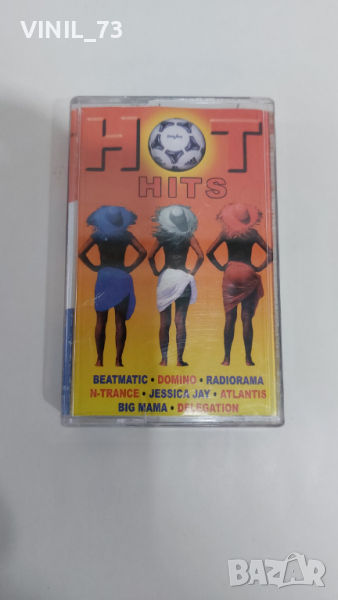 VINIL_73
HOT
HITS
BEATMATIC • DOMINO • RADIORAMA
N-TRANCE • JESSICA JAY • ATLANTIS
BIG MAMA • DELEGATION
BAZAR